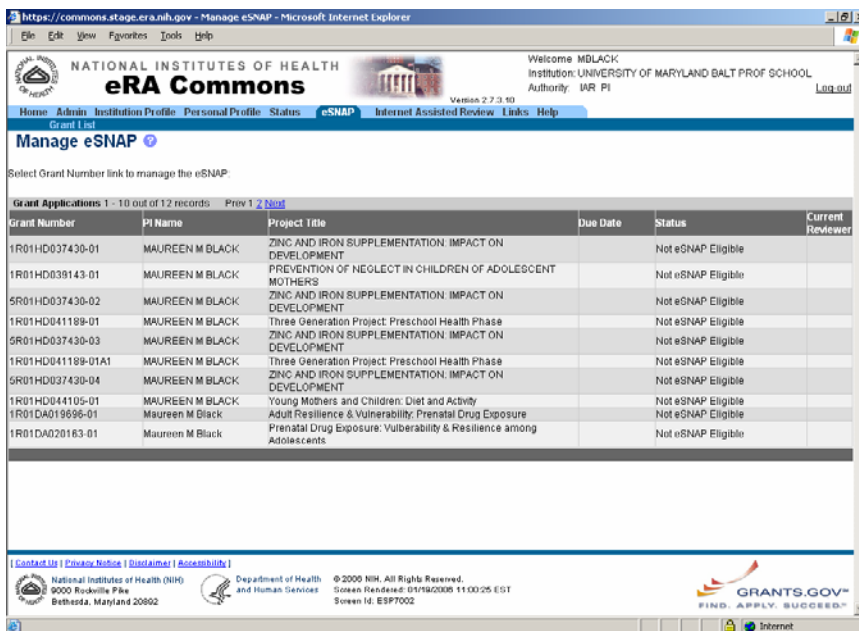 https://commons.stage.era.nih.gov - Manage eSNAP - Microsoft Internet Explorer
File Edit View Favorites Tools Help
NATIONAL INSTITUTES OF HEALTH
eRA Commons
Version 2.7.3.10
Welcome MBLACK
Institution: UNIVERSITY OF MARYLAND BALT PROF SCHOOL
Authority: IAR PI
Log-out
Home Admin Institution Profile Personal Profile Status eSNAP Internet Assisted Review Links Help
Grant List
Manage eSNAP ?
Select Grant Number link to manage the eSNAP:
Grant Applications 1 - 10 out of 12 records Prev 1 2 Next
Grant Number PI Name Project Title Due Date Status Current Reviewer
1R01HD037430-01 MAUREEN M BLACK ZINC AND IRON SUPPLEMENTATION: IMPACT ON DEVELOPMENT Not eSNAP Eligible
1R01HD039143-01 MAUREEN M BLACK PREVENTION OF NEGLECT IN CHILDREN OF ADOLESCENT MOTHERS Not eSNAP Eligible
5R01HD037430-02 MAUREEN M BLACK ZINC AND IRON SUPPLEMENTATION: IMPACT ON DEVELOPMENT Not eSNAP Eligible
1R01HD041189-01 MAUREEN M BLACK Three Generation Project: Preschool Health Phase Not eSNAP Eligible
5R01HD037430-03 MAUREEN M BLACK ZINC AND IRON SUPPLEMENTATION: IMPACT ON DEVELOPMENT Not eSNAP Eligible
1R01HD041189-01A1 MAUREEN M BLACK Three Generation Project: Preschool Health Phase Not eSNAP Eligible
5R01HD037430-04 MAUREEN M BLACK ZINC AND IRON SUPPLEMENTATION: IMPACT ON DEVELOPMENT Not eSNAP Eligible
1R01HD044105-01 MAUREEN M BLACK Young Mothers and Children: Diet and Activity Not eSNAP Eligible
1R01DA019696-01 Maureen M Black Adult Resilience & Vulnerability: Prenatal Drug Exposure Not eSNAP Eligible
1R01DA020163-01 Maureen M Black Prenatal Drug Exposure: Vulberability & Resilience among Adolescents Not eSNAP Eligible
[ Contact Us | Privacy Notice | Disclaimer | Accessibility ]
National Institutes of Health (NIH)
9000 Rockville Pike
Bethesda, Maryland 20892
Department of Health
and Human Services
© 2006 NIH. All Rights Reserved.
Screen Rendered: 01/19/2006 11:00:25 EST
Screen Id: ESP7002
GRANTS.GOV℠
FIND. APPLY. SUCCEED.℠
Internet